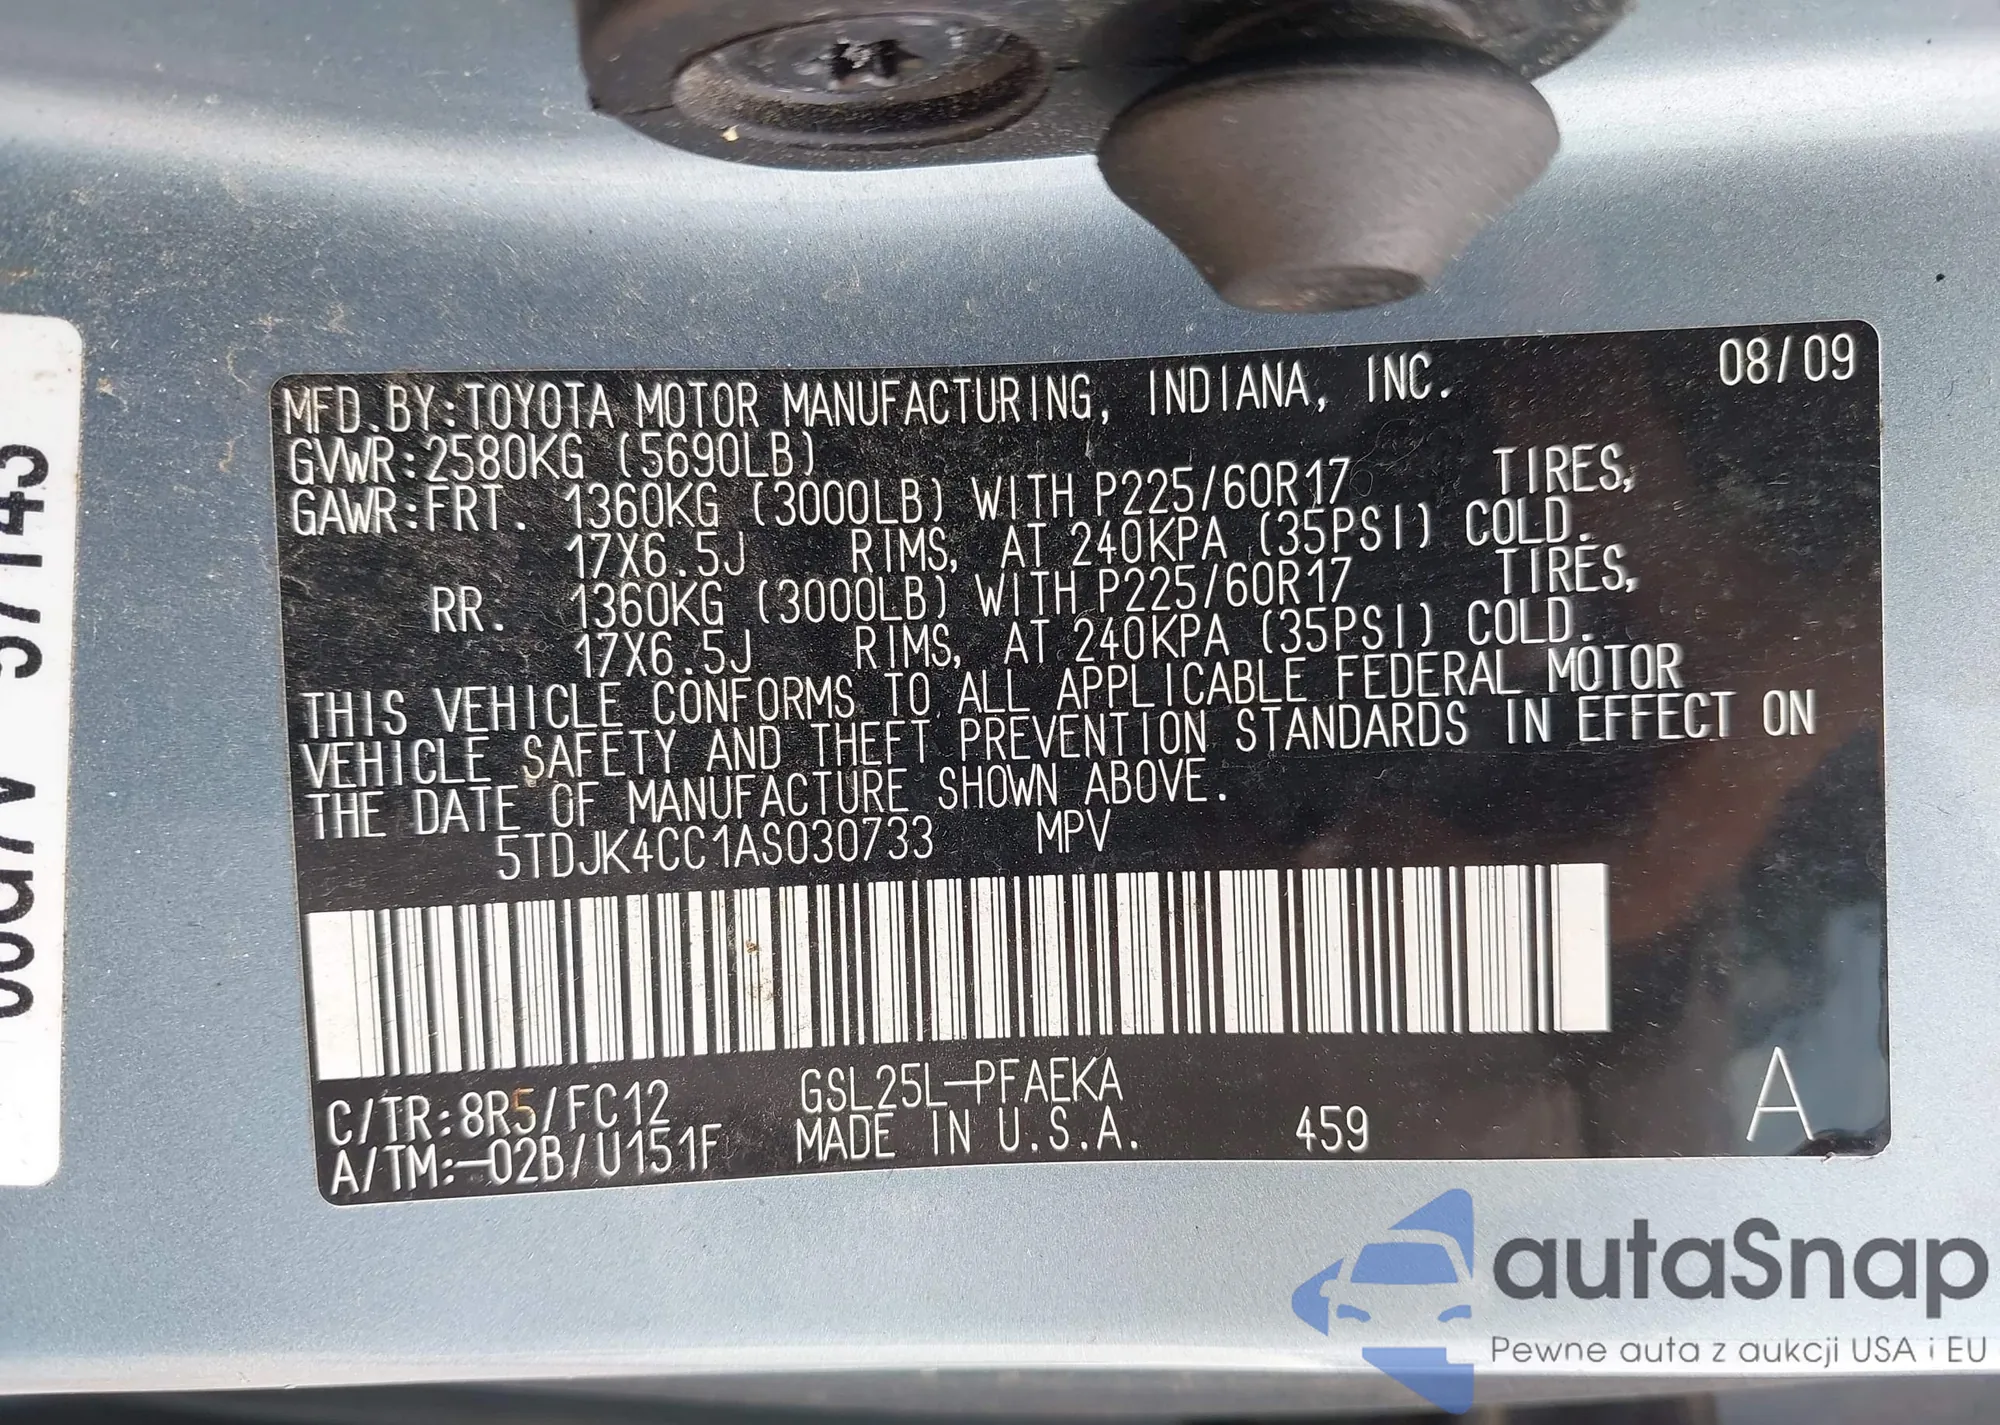 MFD.BY:TOYOTA MOTOR MANUFACTURING, INDIANA, INC. 08/09
GVWR:2580KG (5690LB)
GAWR:FRT. 1360KG (3000LB) WITH P225/60R17 TIRES,
17X6.5J RIMS, AT 240KPA (35PSI) COLD.
RR. 1360KG (3000LB) WITH P225/60R17 TIRES,
17X6.5J RIMS, AT 240KPA (35PSI) COLD.
THIS VEHICLE CONFORMS TO ALL APPLICABLE FEDERAL MOTOR
VEHICLE SAFETY AND THEFT PREVENTION STANDARDS IN EFFECT ON
THE DATE OF MANUFACTURE SHOWN ABOVE.
5TDJK4CC1AS030733 MPV
C/TR:8R5/FC12 GSL25L-PFAEKA
A/TM:-02B/U151F MADE IN U.S.A. 459 A
autaSnap
Pewne auta z aukcji USA i EU